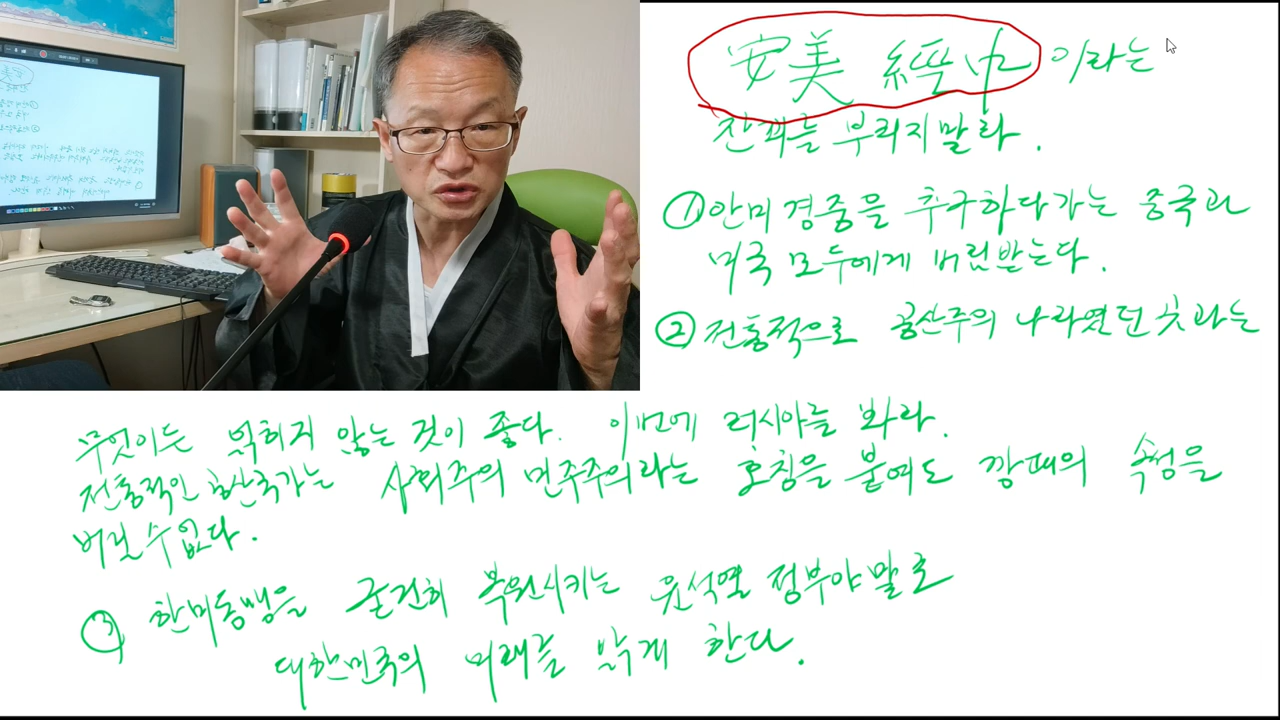 安美 經中 이라는
잔꾀를 부리지말라.
① 안미경중을 추구하다가는 중국과
미국 모두에게 버림받는다.
② 전통적으로 공산주의 나라였던 것과는
무엇이든 얽히지 않는 것이 좋다. 이번에 러시아를 봐라.
전통적인 공산국가는 사회주의 민주주의라는 호칭을 붙여도 깡패의 속성을
버릴 수 없다.
③ 한미동맹을 굳건히 복원시키는 윤석열 정부야말로
대한민국의 미래를 밝게 한다.